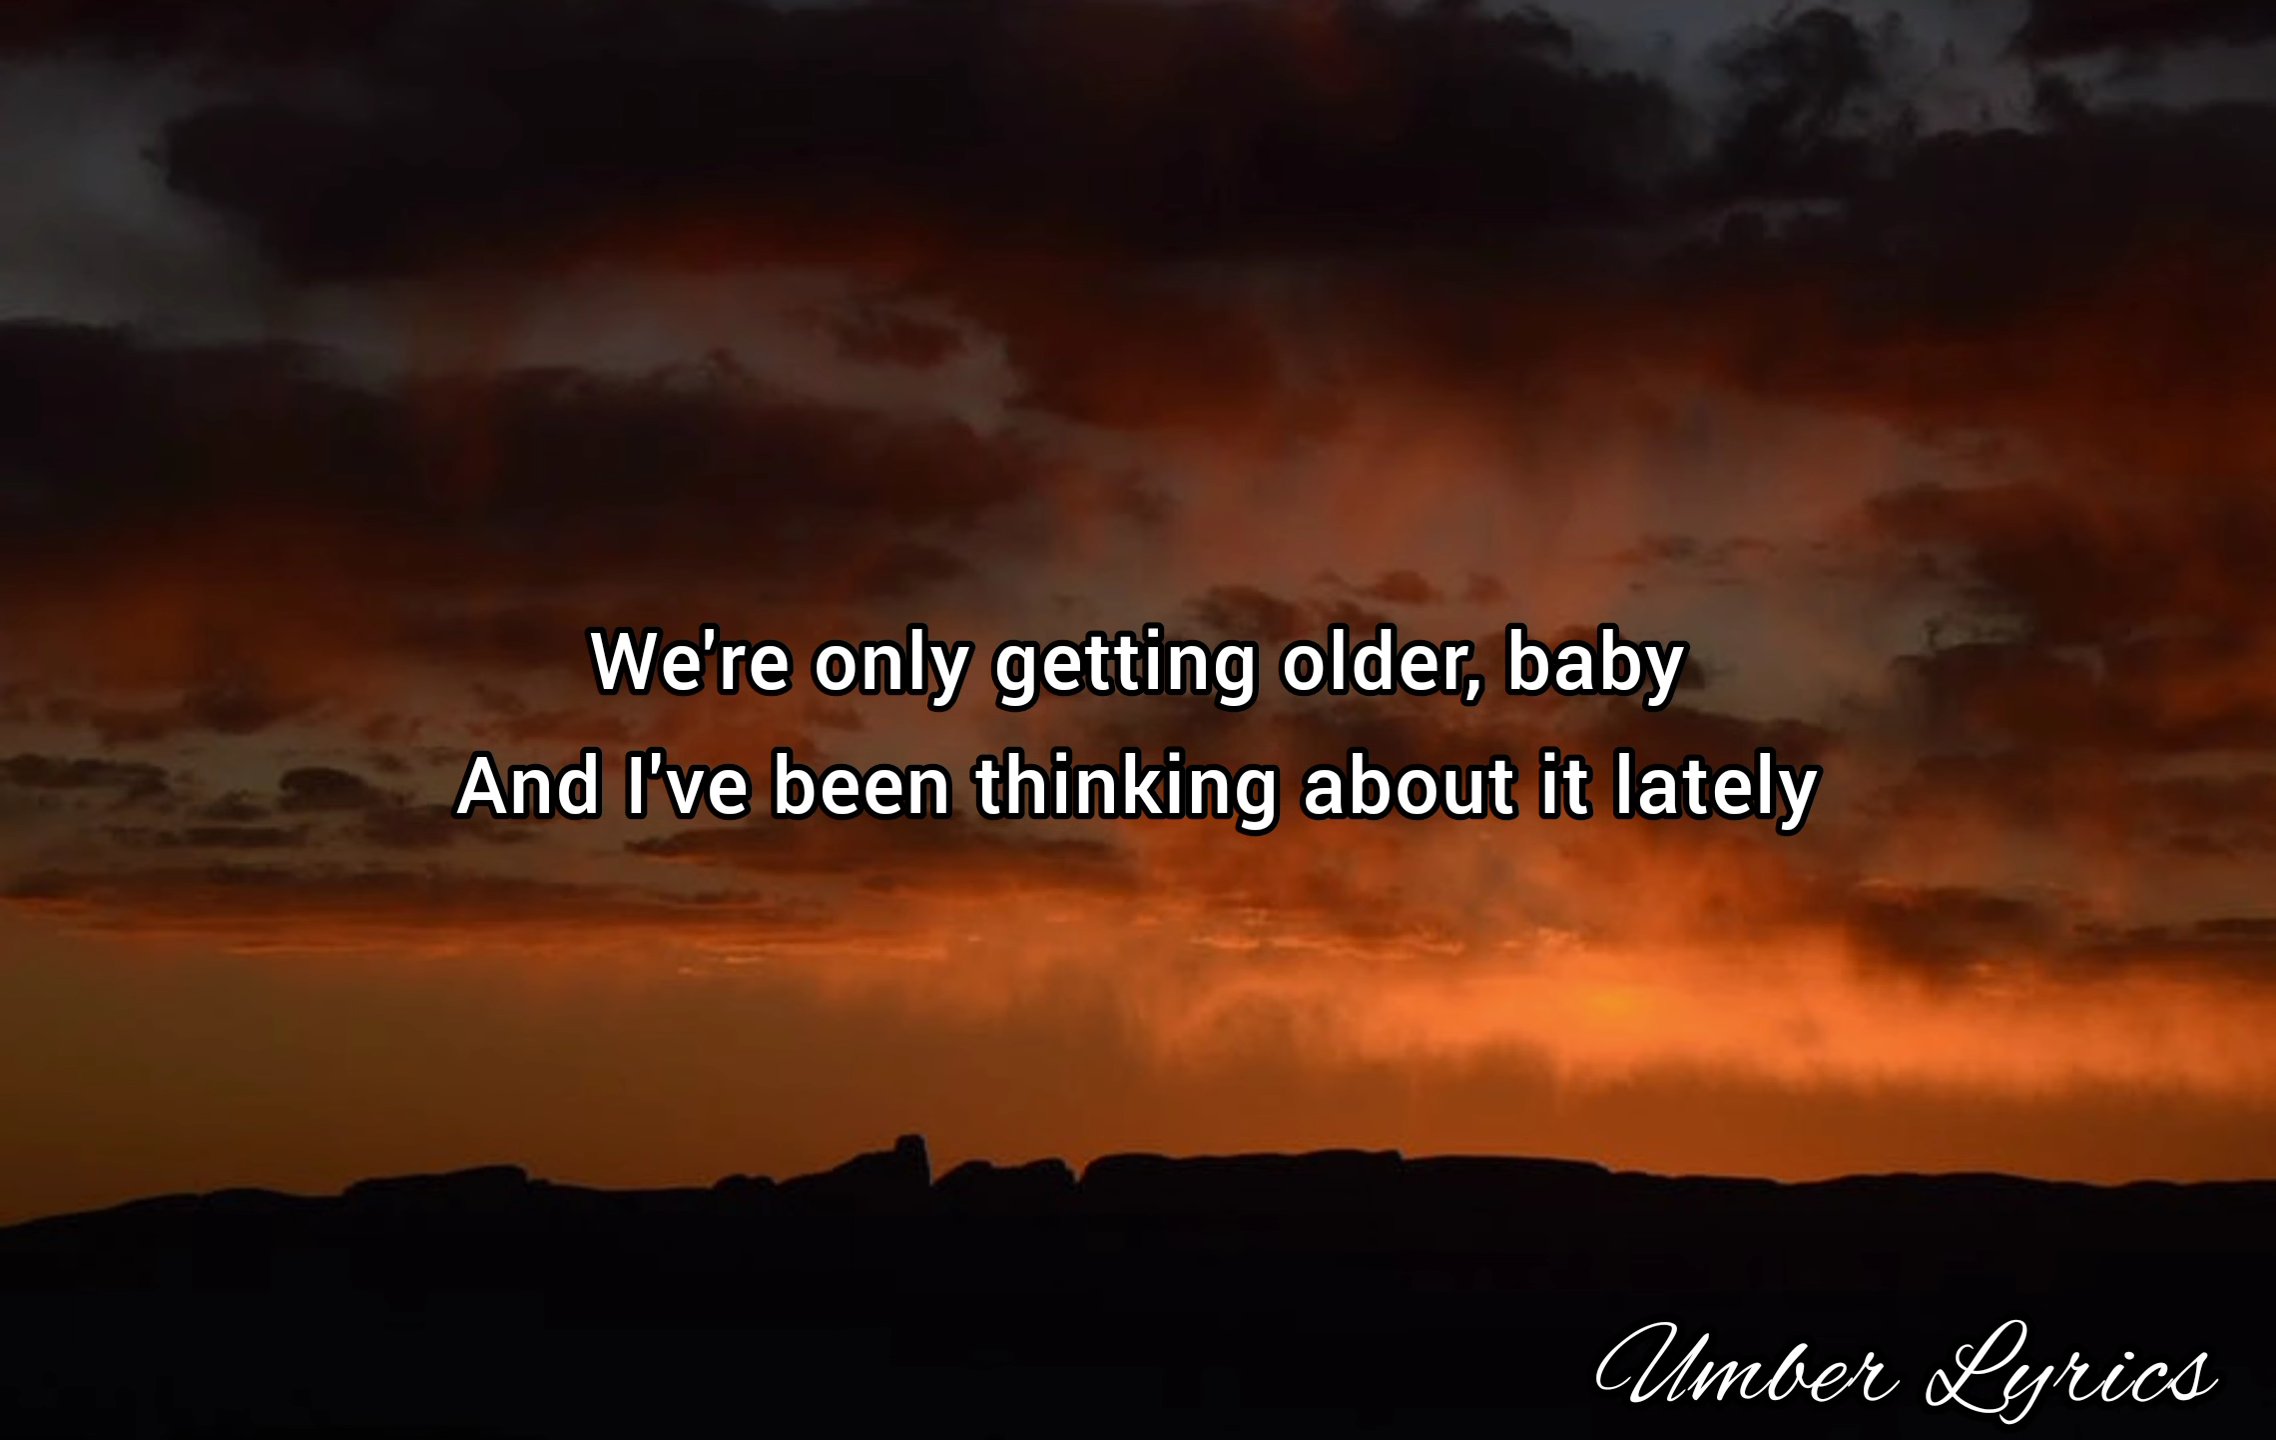 We're only getting older, baby
And I've been thinking about it lately
Umber Lyrics